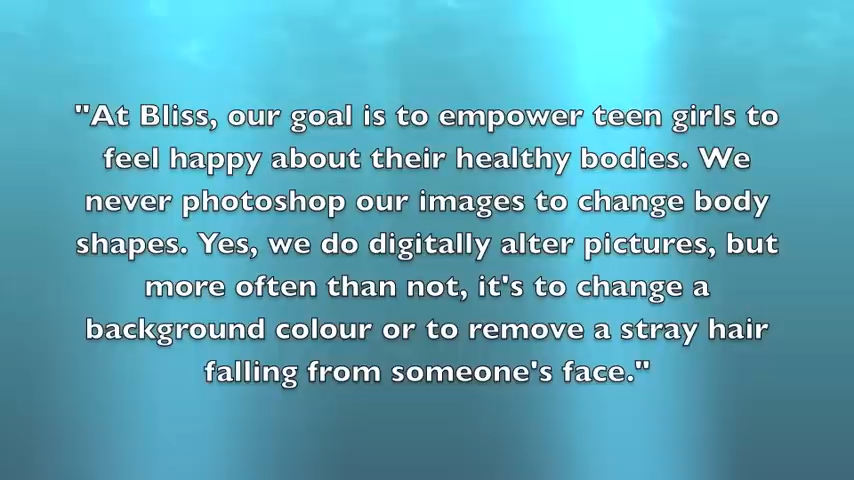 "At Bliss, our goal is to empower teen girls to
feel happy about their healthy bodies. We
never photoshop our images to change body
shapes. Yes, we do digitally alter pictures, but
more often than not, it's to change a
background colour or to remove a stray hair
falling from someone's face."